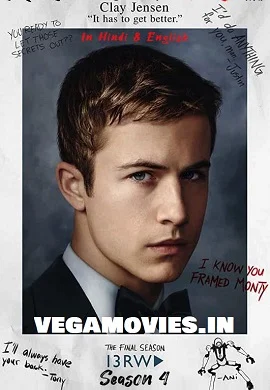 Clay Jensen
"It has to get better."
YOU READY TO
LET THOSE
SECRETS OUT??
I'd do ANYTHING
for you, man
-Justin
In Hindi & English
I KNOW YOU
FRAMED MONTY
VEGAMOVIES.IN
I'll always have
your back. -Tony
THE FINAL SEASON
13RW
Season 4
-ANI